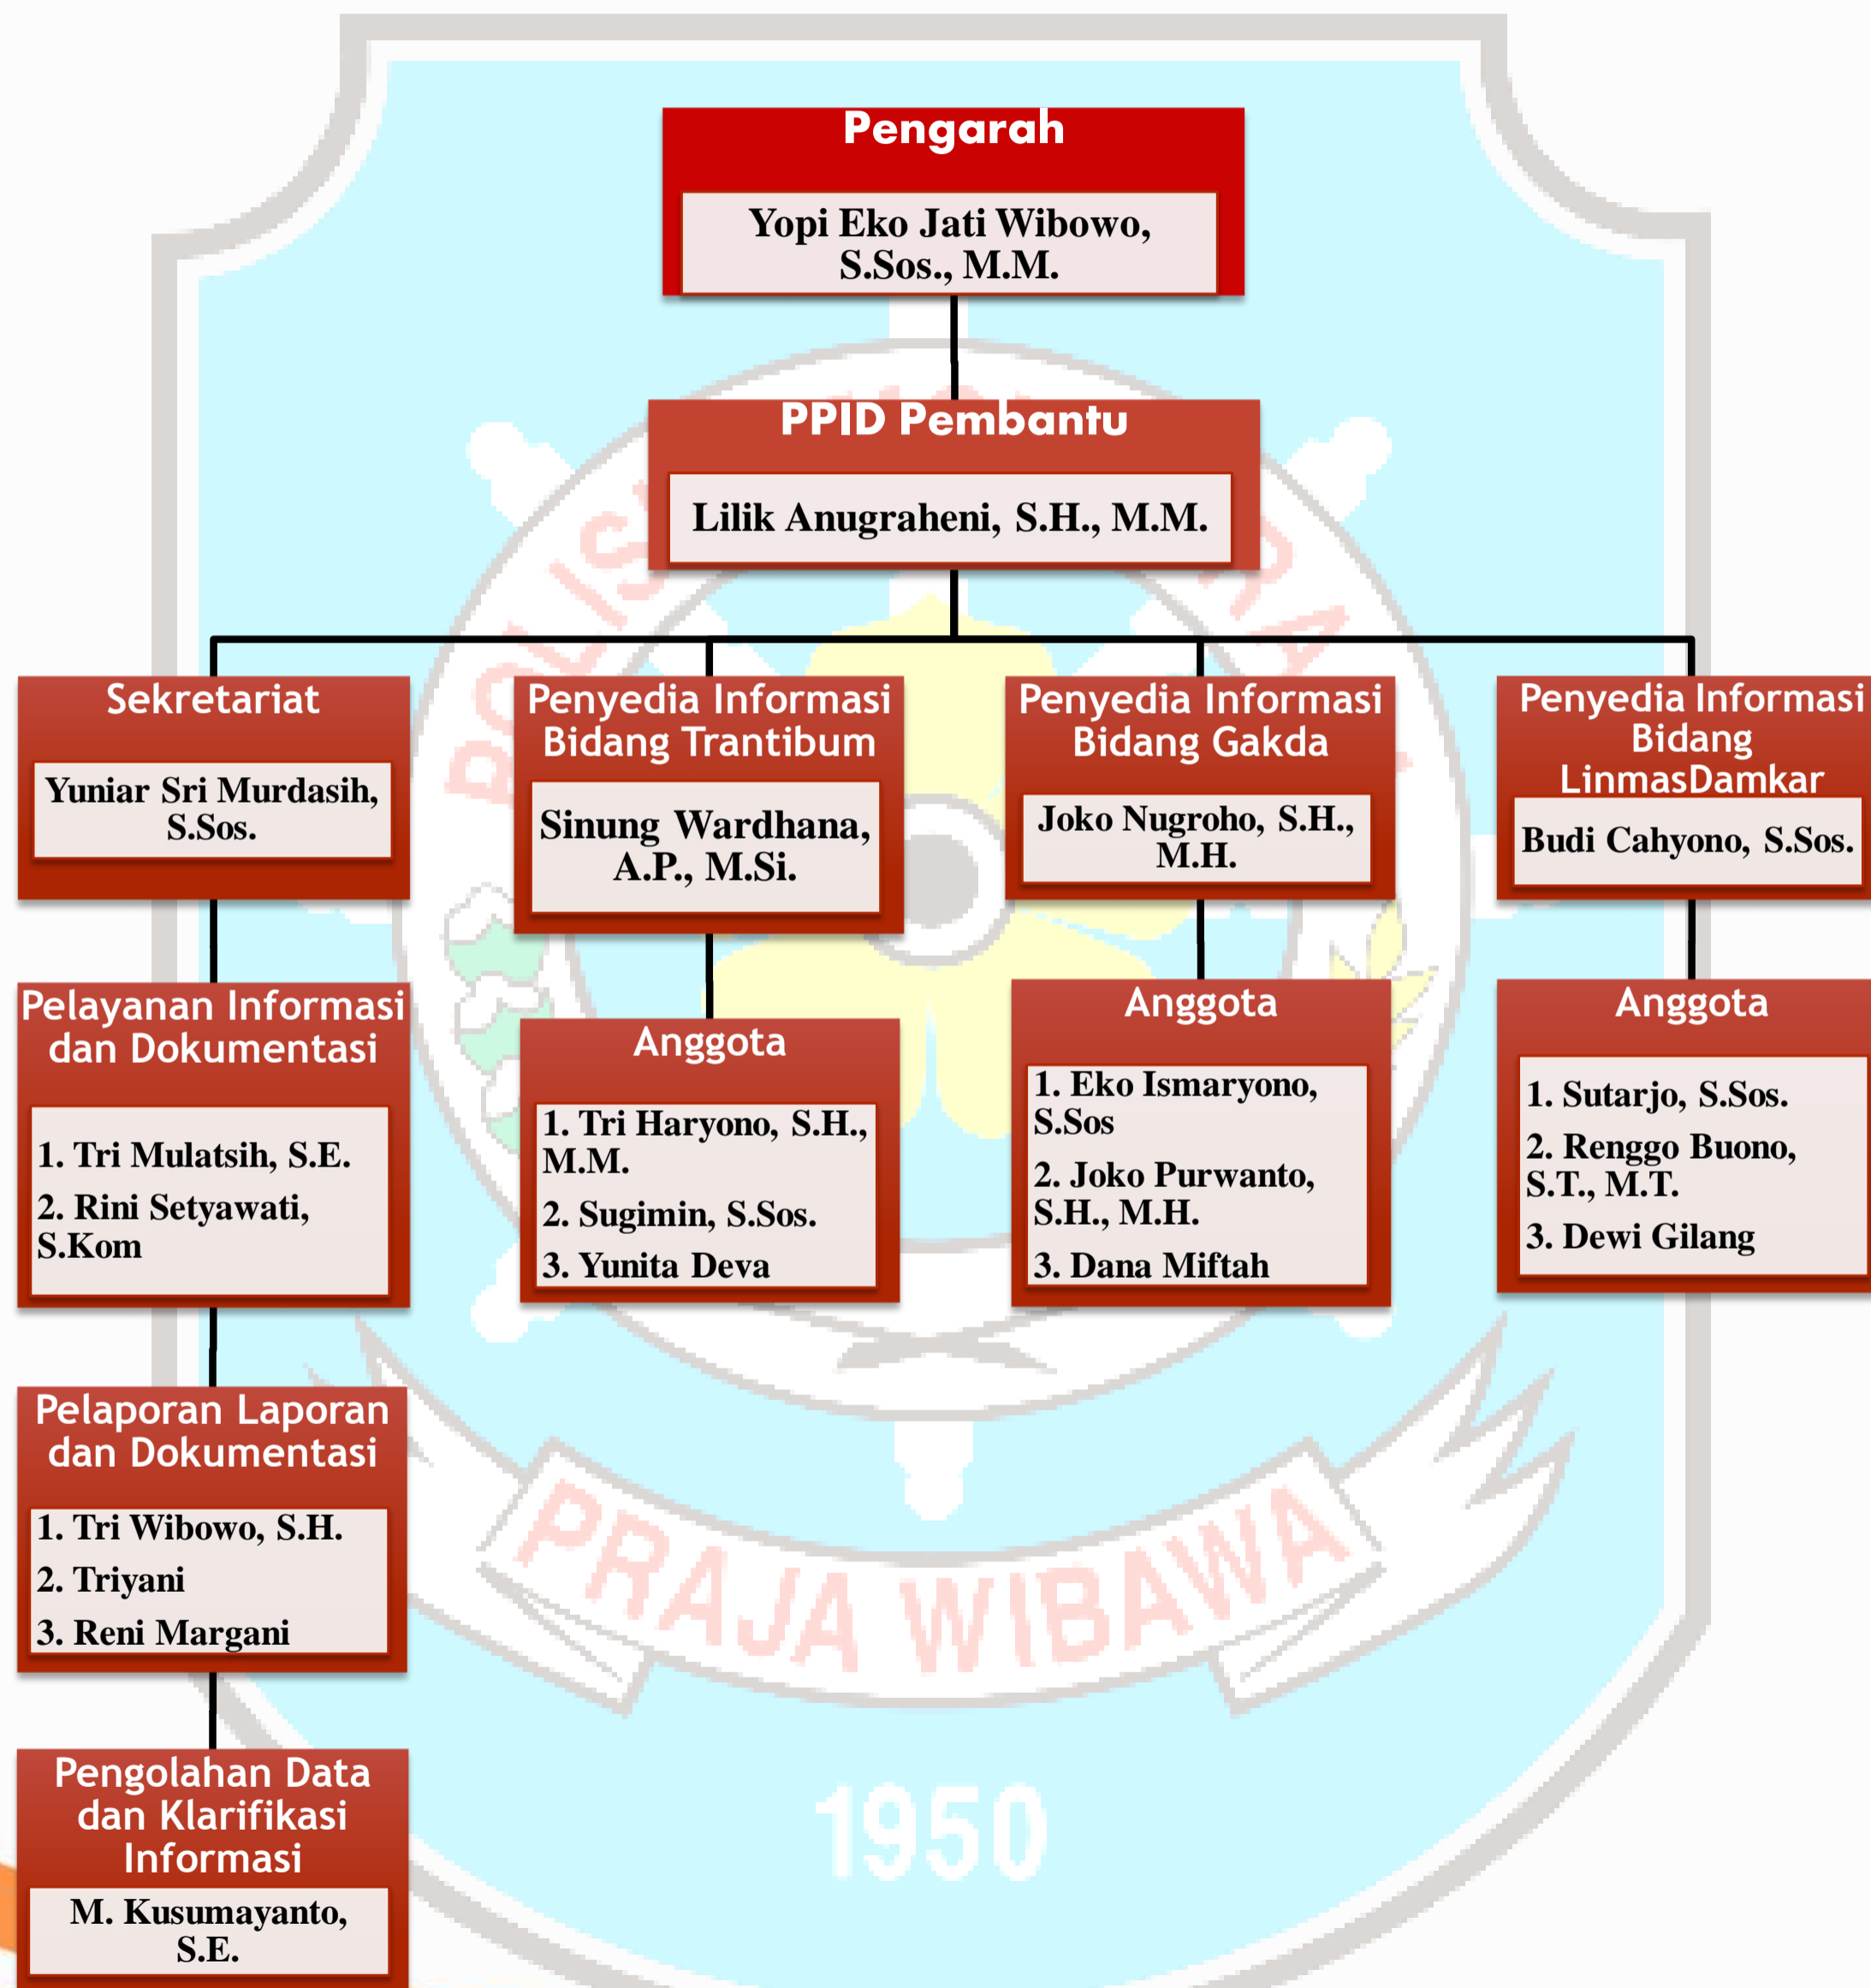 Pengarah
Yopi Eko Jati Wibowo,
S.Sos., M.M.
PPID Pembantu
Lilik Anugraheni, S.H., M.M.
Sekretariat
Yuniar Sri Murdasih,
S.Sos.
Penyedia Informasi
Bidang Trantibum
Sinung Wardhana,
A.P., M.Si.
Penyedia Informasi
Bidang Gakda
Joko Nugroho, S.H.,
M.H.
Penyedia Informasi
Bidang
LinmasDamkar
Budi Cahyono, S.Sos.
Pelayanan Informasi
dan Dokumentasi
1. Tri Mulatsih, S.E.
2. Rini Setyawati,
S.Kom
Anggota
1. Tri Haryono, S.H.,
M.M.
2. Sugimin, S.Sos.
3. Yunita Deva
Anggota
1. Eko Ismaryono,
S.Sos
2. Joko Purwanto,
S.H., M.H.
3. Dana Miftah
Anggota
1. Sutarjo, S.Sos.
2. Renggo Buono,
S.T., M.T.
3. Dewi Gilang
Pelaporan Laporan
dan Dokumentasi
1. Tri Wibowo, S.H.
2. Triyani
3. Reni Margani
Pengolahan Data
dan Klarifikasi
Informasi
M. Kusumayanto,
S.E.
PRAJA WIBAWA
1950